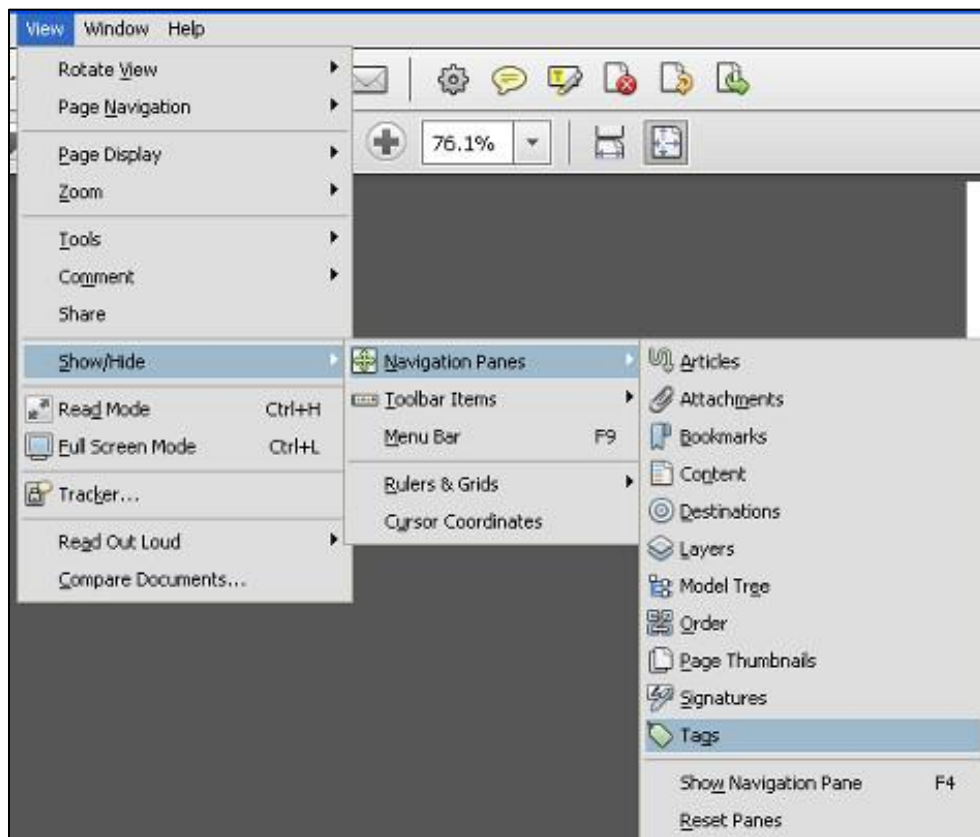 View Window Help
Rotate View
Page Navigation
76.1%
Page Display
Zoom
Tools
Comment
Share
Show/Hide
Read Mode Ctrl+H
Full Screen Mode Ctrl+L
Tracker...
Read Out Loud
Compare Documents...
Navigation Panes
Toolbar Items
Menu Bar F9
Rulers & Grids
Cursor Coordinates
Articles
Attachments
Bookmarks
Content
Destinations
Layers
Model Tree
Order
Page Thumbnails
Signatures
Tags
Show Navigation Pane F4
Reset Panes